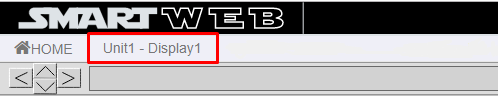 SMARTWEB
HOME Unit1 - Display1
< >